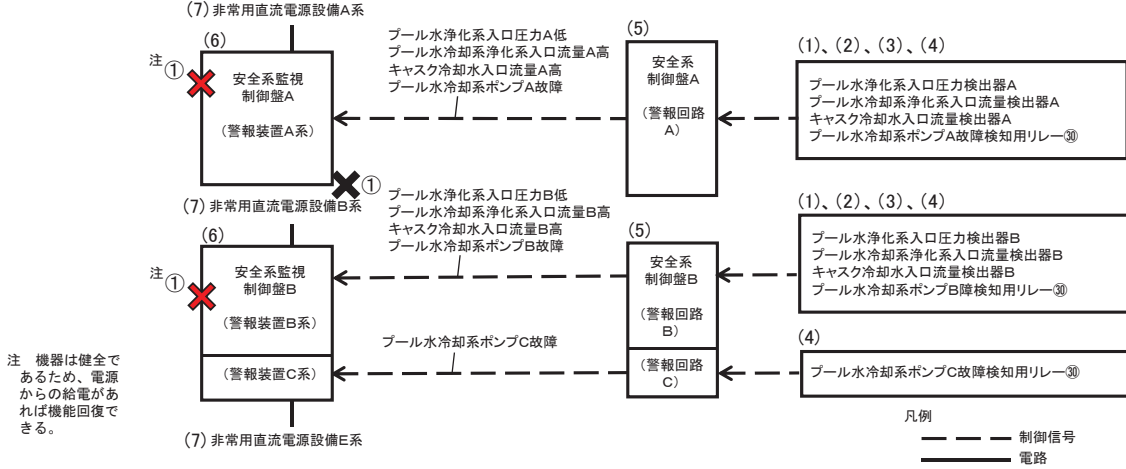 (7) 非常用直流電源設備A系
(6)
注①
安全系監視
制御盤A
(警報装置A系)
プール水浄化系入口圧力A低
プール水冷却系浄化系入口流量A高
キャスク冷却水入口流量A高
プール水冷却系ポンプA故障
(5)
安全系
制御盤A
(警報回路
A)
(1)、(2)、(3)、(4)
プール水浄化系入口圧力検出器A
プール水冷却系浄化系入口流量検出器A
キャスク冷却水入口流量検出器A
プール水冷却系ポンプA故障検知用リレー㉚
①
(7) 非常用直流電源設備B系
(6)
注①
安全系監視
制御盤B
(警報装置B系)
(警報装置C系)
プール水浄化系入口圧力B低
プール水冷却系浄化系入口流量B高
キャスク冷却水入口流量B高
プール水冷却系ポンプB故障
プール水冷却系ポンプC故障
(5)
安全系
制御盤B
(警報回路
B)
(警報回路
C)
(1)、(2)、(3)、(4)
プール水浄化系入口圧力検出器B
プール水冷却系浄化系入口流量検出器B
キャスク冷却水入口流量検出器B
プール水冷却系ポンプB障検知用リレー㉚
(4)
プール水冷却系ポンプC故障検知用リレー㉚
(7) 非常用直流電源設備E系
注 機器は健全で
あるため、電源
からの給電があ
れば機能回復で
きる。
凡例
制御信号
電路